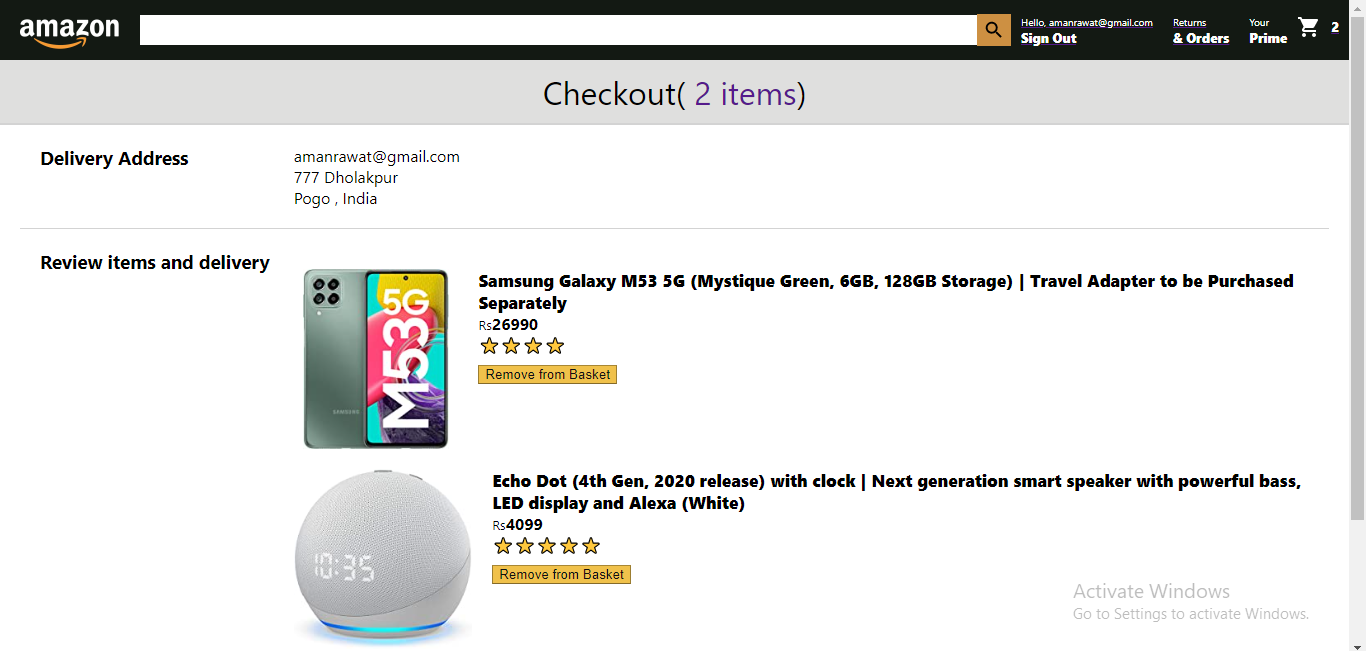 amazon
Hello, amanrawat@gmail.com
Sign Out
Returns
& Orders
Your
Prime
2
Checkout( 2 items)
Delivery Address
amanrawat@gmail.com
777 Dholakpur
Pogo , India
Review items and delivery
5G
M53 5G
SAMSUNG
Samsung Galaxy M53 5G (Mystique Green, 6GB, 128GB Storage) | Travel Adapter to be Purchased
Separately
Rs26990
Remove from Basket
10:35
Echo Dot (4th Gen, 2020 release) with clock | Next generation smart speaker with powerful bass,
LED display and Alexa (White)
Rs4099
Remove from Basket
Activate Windows
Go to Settings to activate Windows.